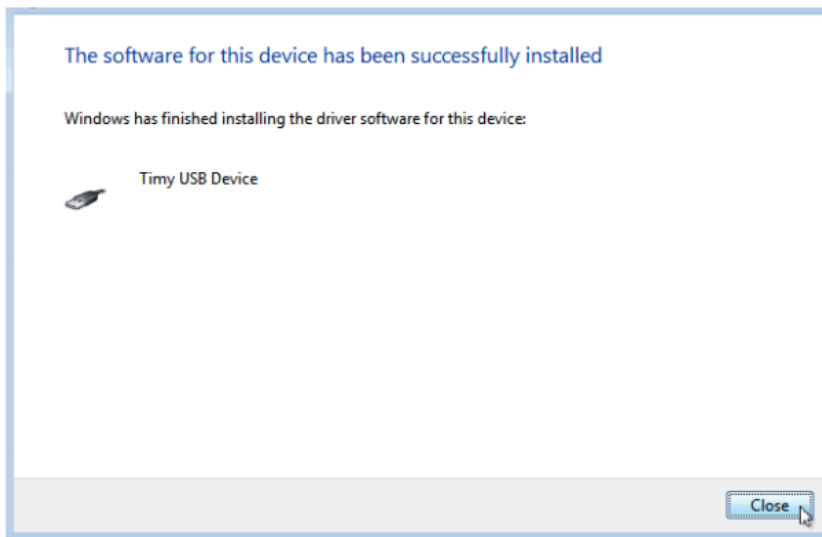 The software for this device has been successfully installed
Windows has finished installing the driver software for this device:
Timy USB Device
Close